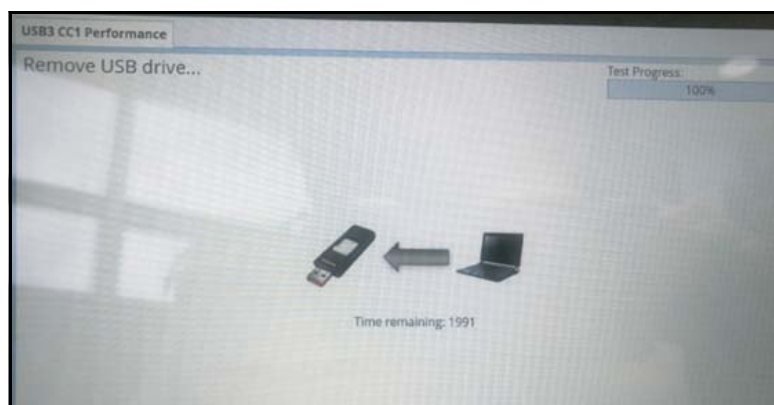 USB3 CC1 Performance
Remove USB drive...
Test Progress:
100%
Time remaining: 1991